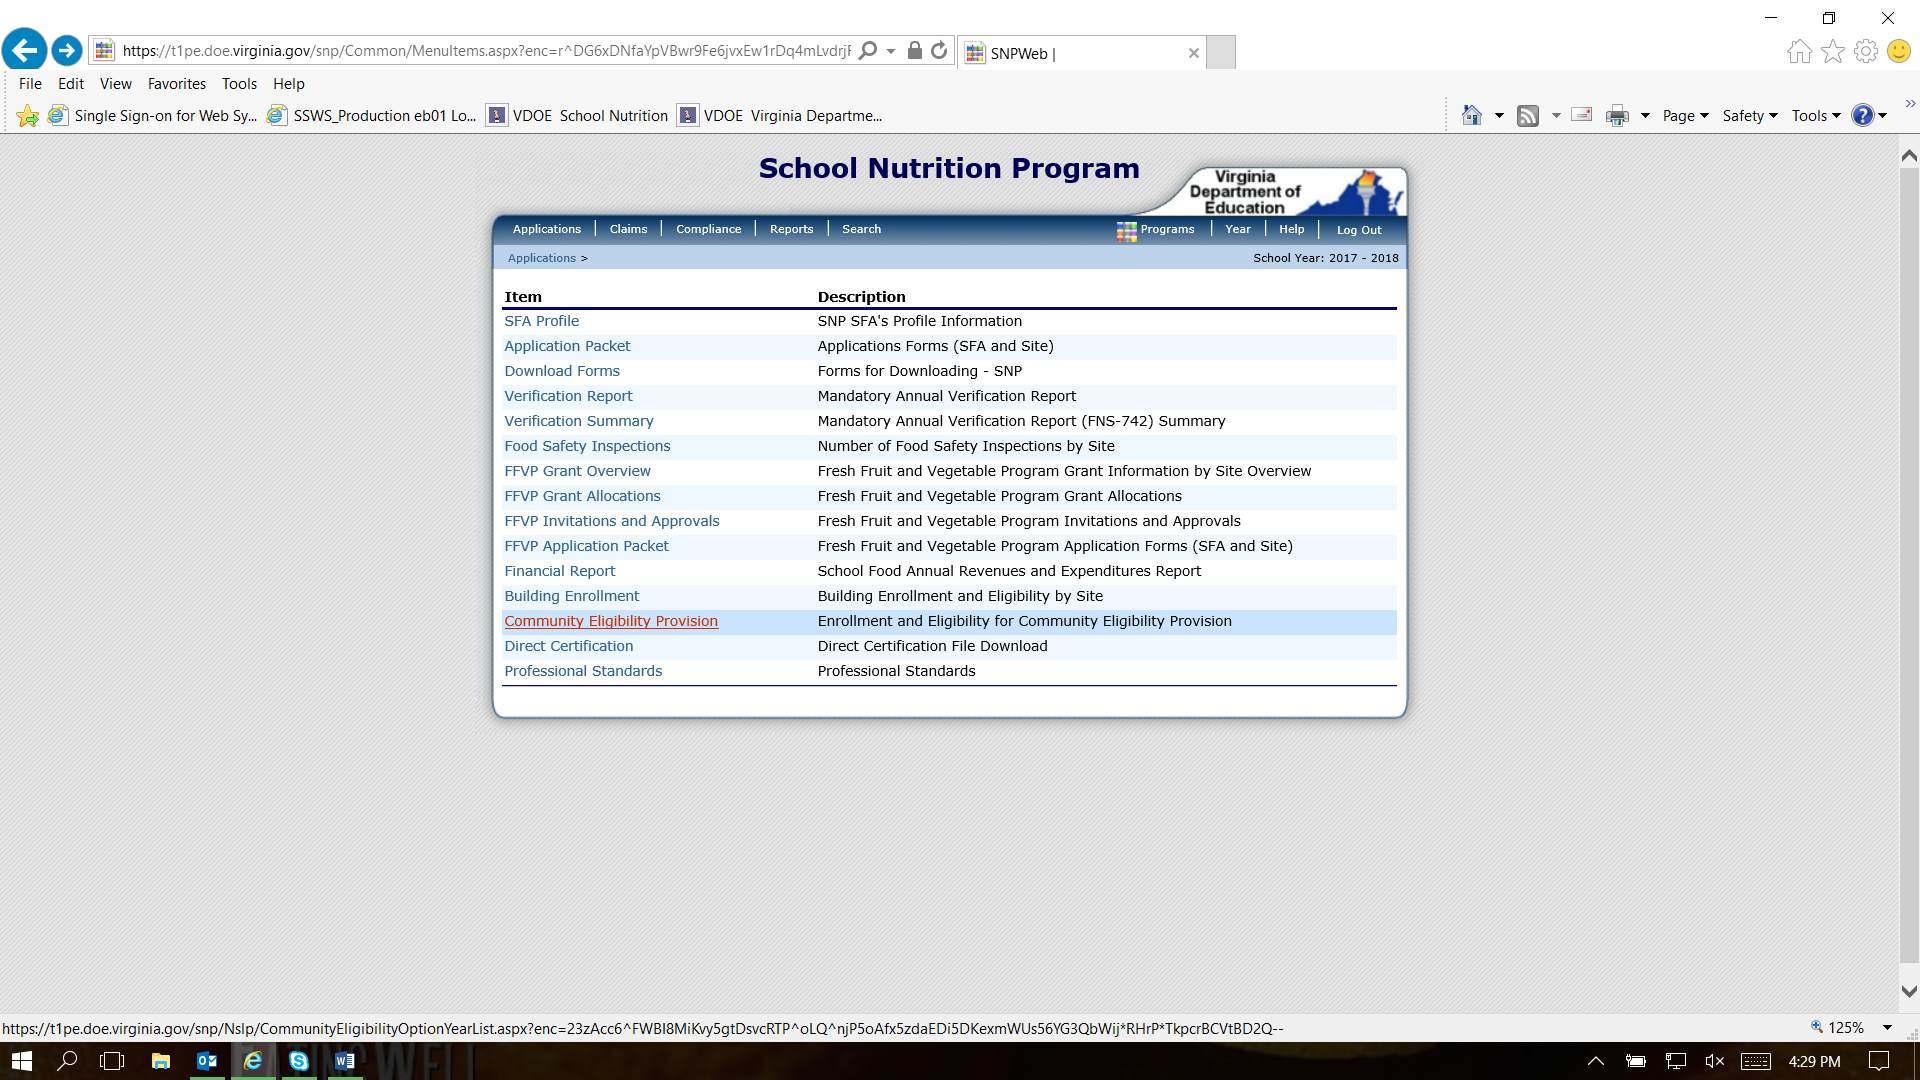 https://t1pe.doe.virginia.gov/snp/Common/MenuItems.aspx?enc=r^DG6xDNfaYpVBwr9Fe6jvxEw1rDq4mLvdrjF
SNPWeb |
File Edit View Favorites Tools Help
Single Sign-on for Web Sy... SSWS_Production eb01 Lo... VDOE School Nutrition VDOE Virginia Departme... Page Safety Tools
School Nutrition Program
Virginia
Department of
Education
Applications Claims Compliance Reports Search Programs Year Help Log Out
Applications > School Year: 2017 - 2018
Item Description
SFA Profile SNP SFA's Profile Information
Application Packet Applications Forms (SFA and Site)
Download Forms Forms for Downloading - SNP
Verification Report Mandatory Annual Verification Report
Verification Summary Mandatory Annual Verification Report (FNS-742) Summary
Food Safety Inspections Number of Food Safety Inspections by Site
FFVP Grant Overview Fresh Fruit and Vegetable Program Grant Information by Site Overview
FFVP Grant Allocations Fresh Fruit and Vegetable Program Grant Allocations
FFVP Invitations and Approvals Fresh Fruit and Vegetable Program Invitations and Approvals
FFVP Application Packet Fresh Fruit and Vegetable Program Application Forms (SFA and Site)
Financial Report School Food Annual Revenues and Expenditures Report
Building Enrollment Building Enrollment and Eligibility by Site
Community Eligibility Provision Enrollment and Eligibility for Community Eligibility Provision
Direct Certification Direct Certification File Download
Professional Standards Professional Standards
https://t1pe.doe.virginia.gov/snp/Nslp/CommunityEligibilityOptionYearList.aspx?enc=23zAcc6^FWBI8MiKvy5gtDsvcRTP^oLQ^njP5oAfx5zdaEDi5DKexmWUs56YG3QbWij*RHrP*TkpcrBCVtBD2Q-- 125%
4:29 PM